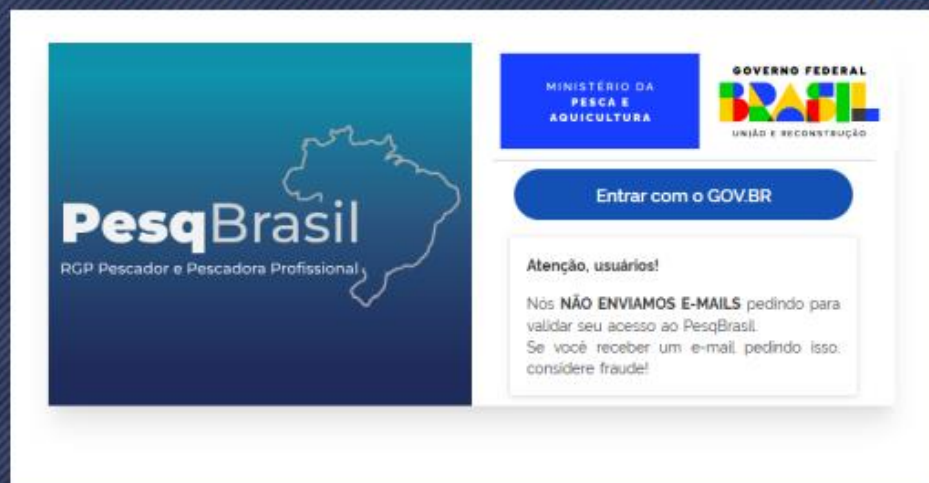 PesqBrasil
RGP Pescador e Pescadora Profissional
MINISTÉRIO DA
PESCA E
AQUICULTURA
GOVERNO FEDERAL
BRASIL
UNIÃO E RECONSTRUÇÃO
Entrar com o GOV.BR
Atenção, usuários!
Nós NÃO ENVIAMOS E-MAILS pedindo para
validar seu acesso ao PesqBrasil.
Se você receber um e-mail pedindo isso,
considere fraude!